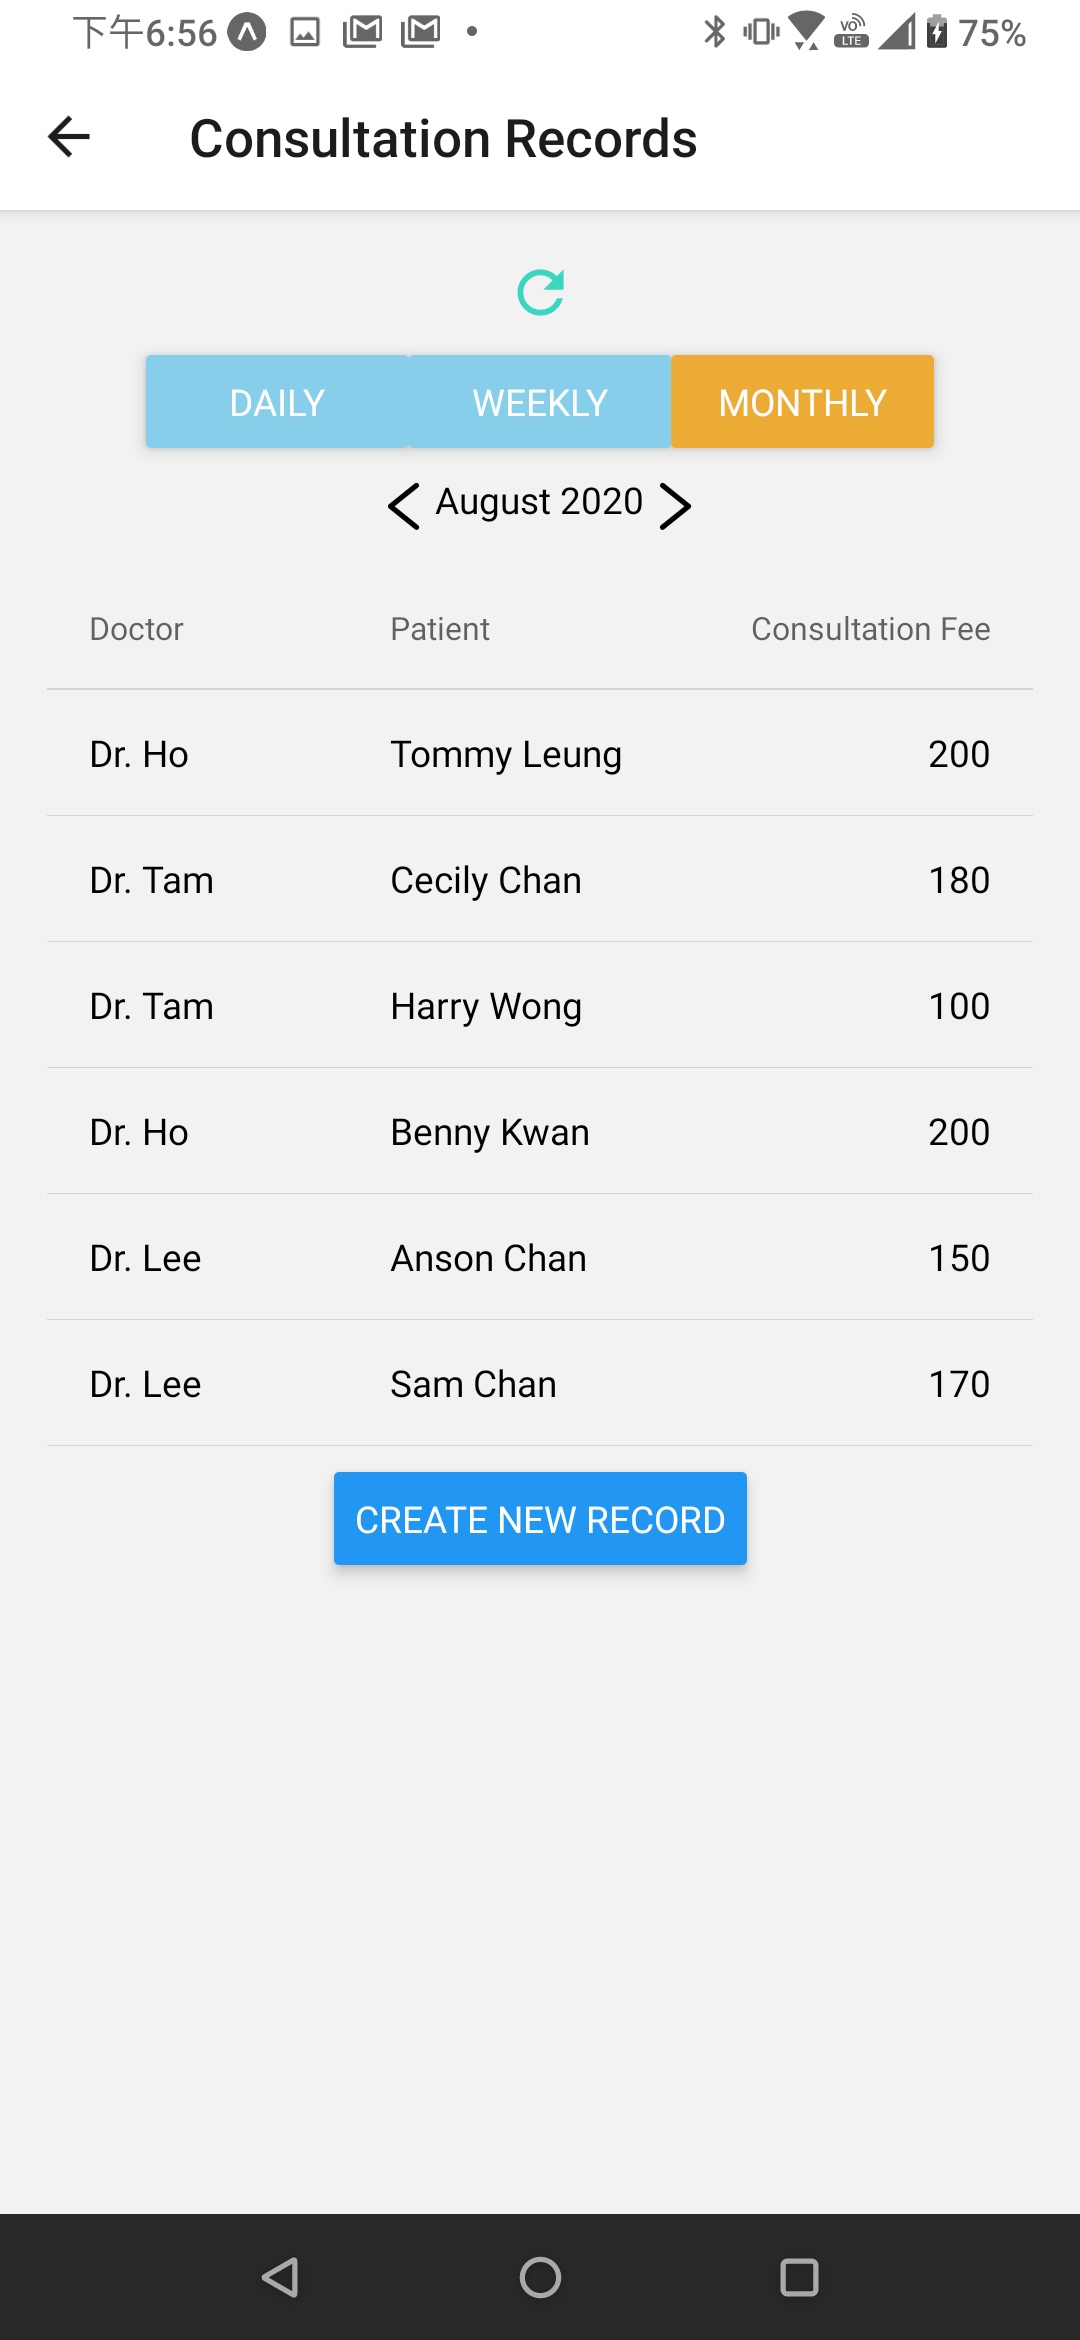 下午6:56 75%
VO LTE
Consultation Records
DAILY WEEKLY MONTHLY
August 2020
Doctor Patient Consultation Fee
Dr. Ho Tommy Leung 200
Dr. Tam Cecily Chan 180
Dr. Tam Harry Wong 100
Dr. Ho Benny Kwan 200
Dr. Lee Anson Chan 150
Dr. Lee Sam Chan 170
CREATE NEW RECORD